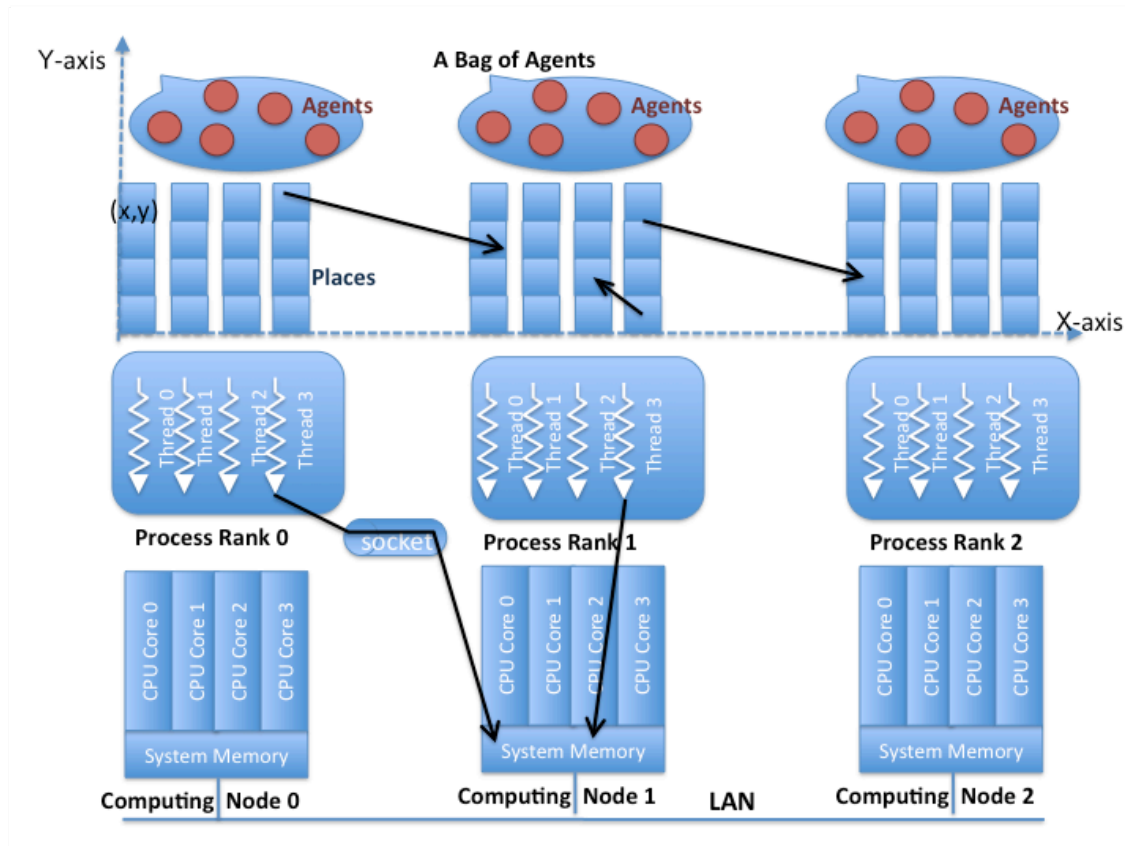 Y-axis
A Bag of Agents
Agents
Agents
Agents
(x,y)
Places
X-axis
Thread 0
Thread 1
Thread 2
Thread 3
Thread 0
Thread 1
Thread 2
Thread 3
Thread 0
Thread 1
Thread 2
Thread 3
Process Rank 0
socket
Process Rank 1
Process Rank 2
CPU Core 0
CPU Core 1
CPU Core 2
CPU Core 3
CPU Core 0
CPU Core 1
CPU Core 2
CPU Core 3
CPU Core 0
CPU Core 1
CPU Core 2
CPU Core 3
System Memory
System Memory
System Memory
Computing Node 0
Computing Node 1
LAN
Computing Node 2